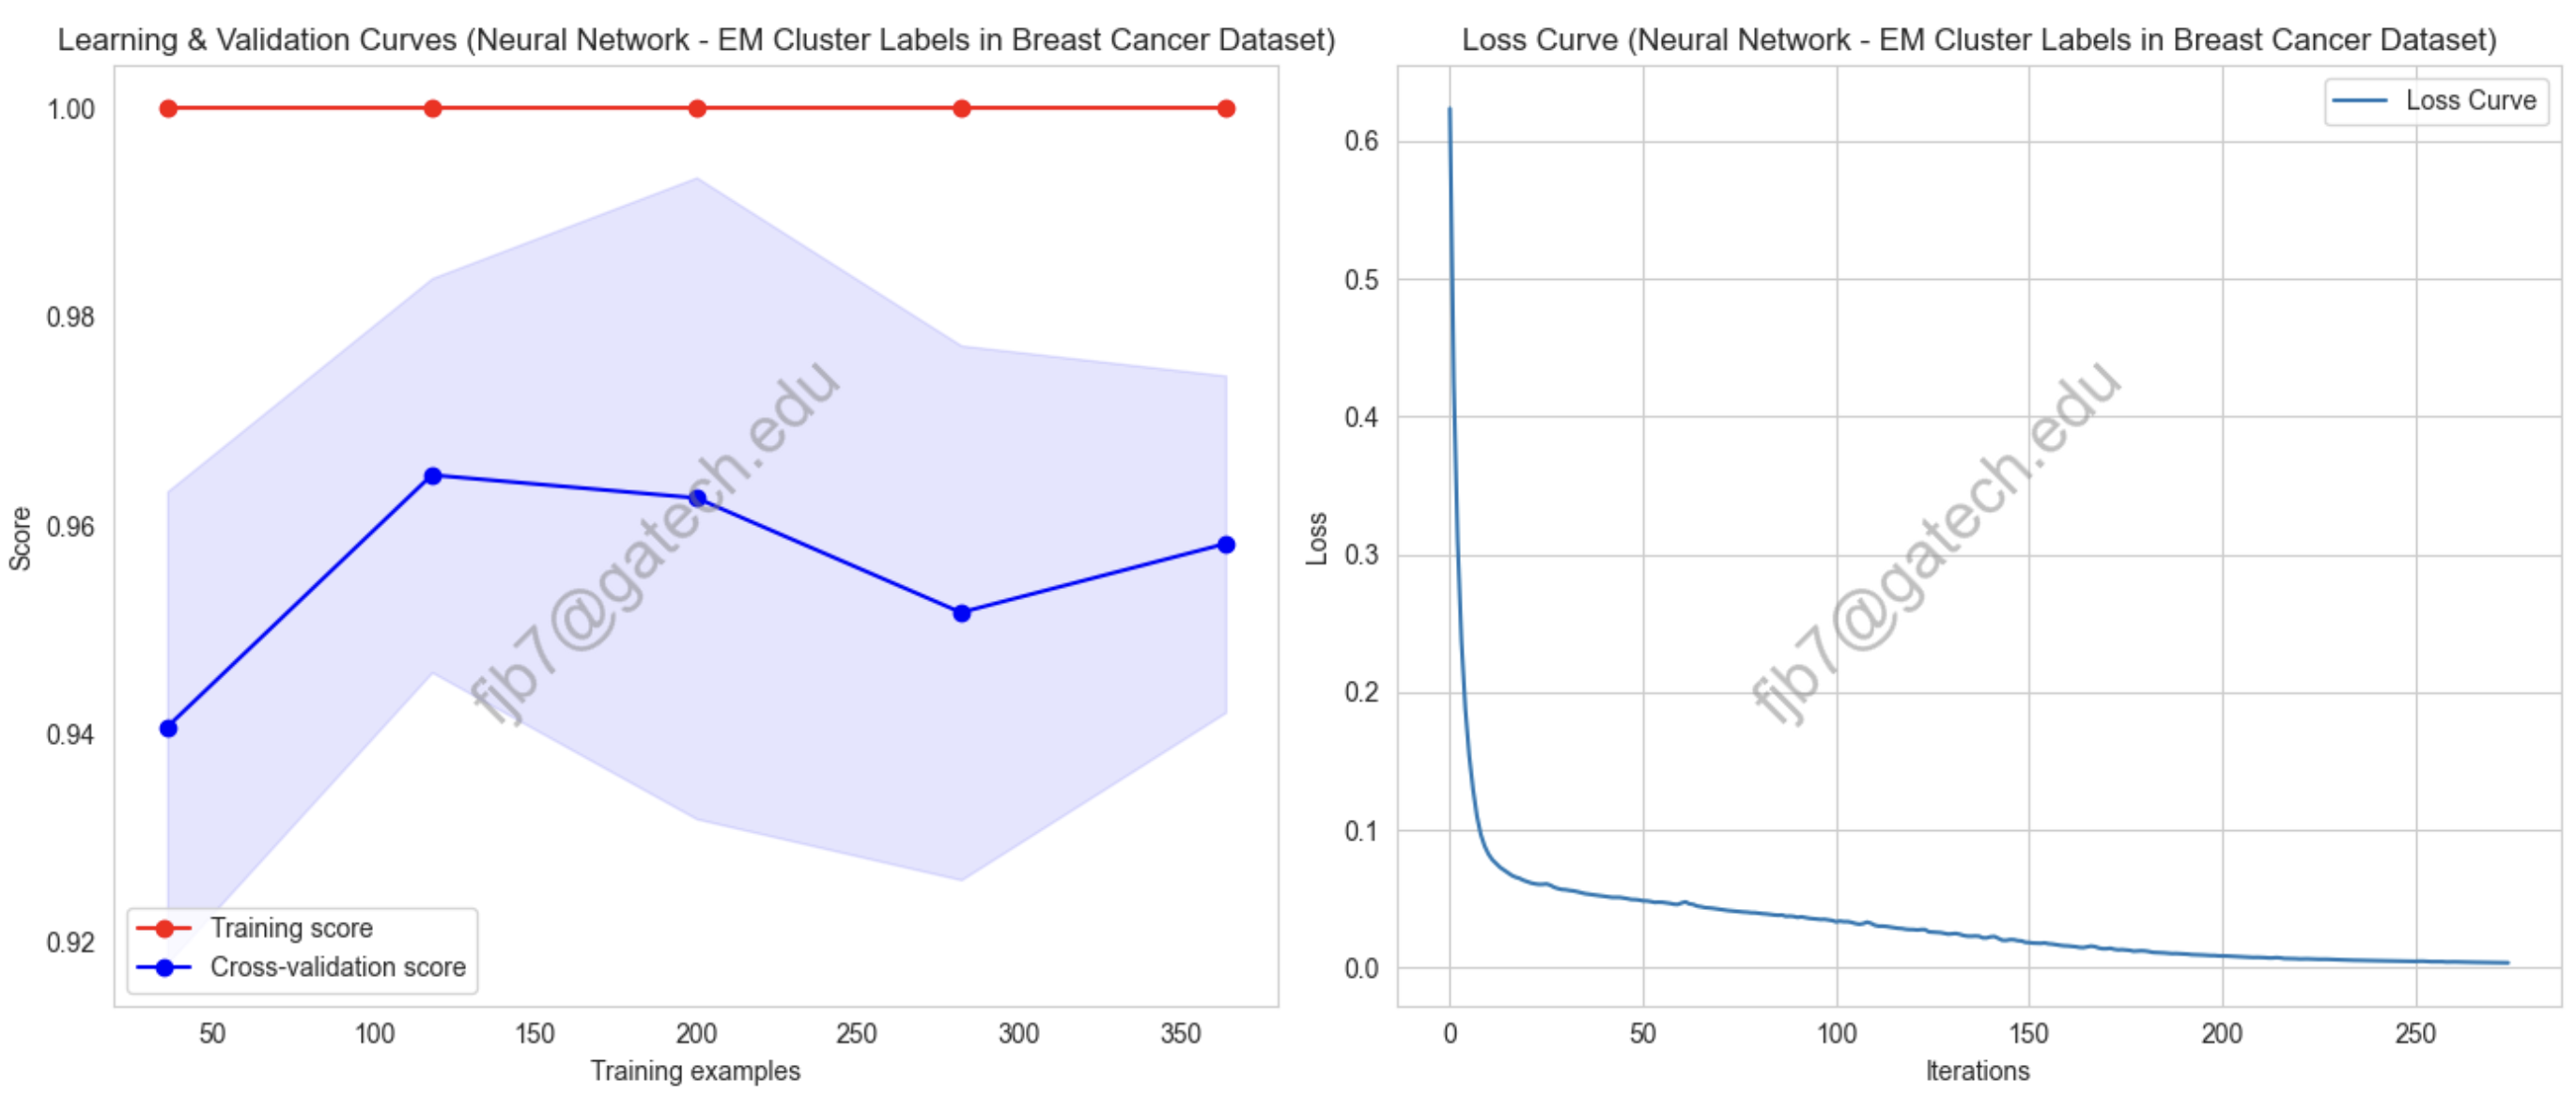 Learning & Validation Curves (Neural Network - EM Cluster Labels in Breast Cancer Dataset)
1.00
0.98
0.96
0.94
0.92
Score
Training score
Cross-validation score
50 100 150 200 250 300 350
Training examples
fjb7@gatech.edu
Loss Curve (Neural Network - EM Cluster Labels in Breast Cancer Dataset)
Loss Curve
0.6
0.5
0.4
0.3
0.2
0.1
0.0
Loss
0 50 100 150 200 250
Iterations
fjb7@gatech.edu